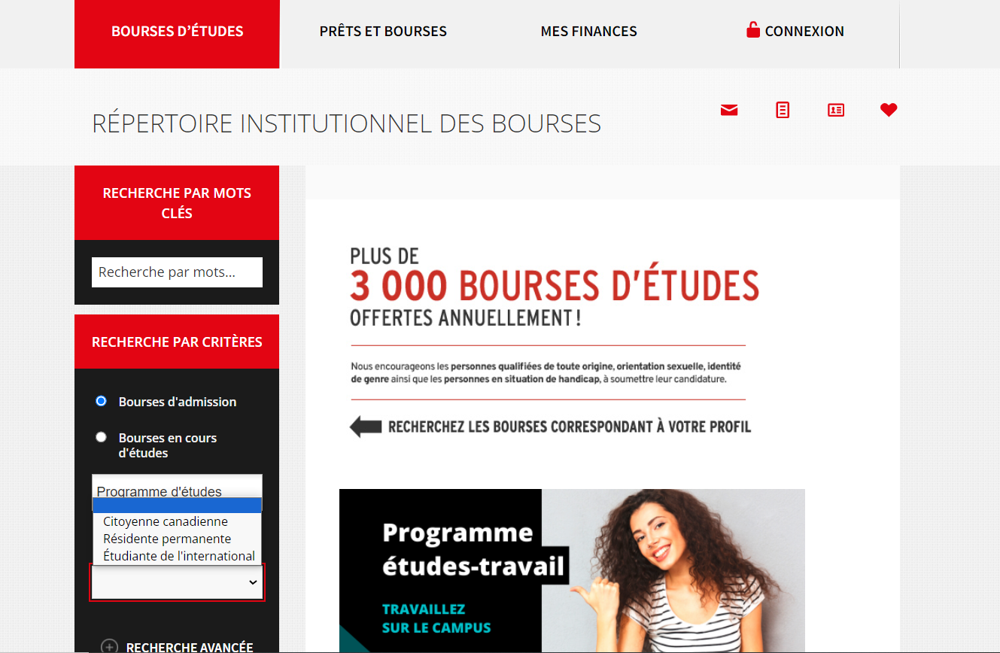 BOURSES D'ÉTUDES
PRÊTS ET BOURSES
MES FINANCES
CONNEXION
RÉPERTOIRE INSTITUTIONNEL DES BOURSES
RECHERCHE PAR MOTS
CLÉS
Recherche par mots...
RECHERCHE PAR CRITÈRES
Bourses d'admission
Bourses en cours
d'études
Programme d'études
Citoyenne canadienne
Résidente permanente
Étudiante de l'international
RECHERCHE AVANCÉE
PLUS DE
3 000 BOURSES D'ÉTUDES
OFFERTES ANNUELLEMENT !
Nous encourageons les personnes qualifiées de toute origine, orientation sexuelle, identité
de genre ainsi que les personnes en situation de handicap, à soumettre leur candidature.
RECHERCHEZ LES BOURSES CORRESPONDANT À VOTRE PROFIL
Programme
études-travail
TRAVAILLEZ
SUR LE CAMPUS